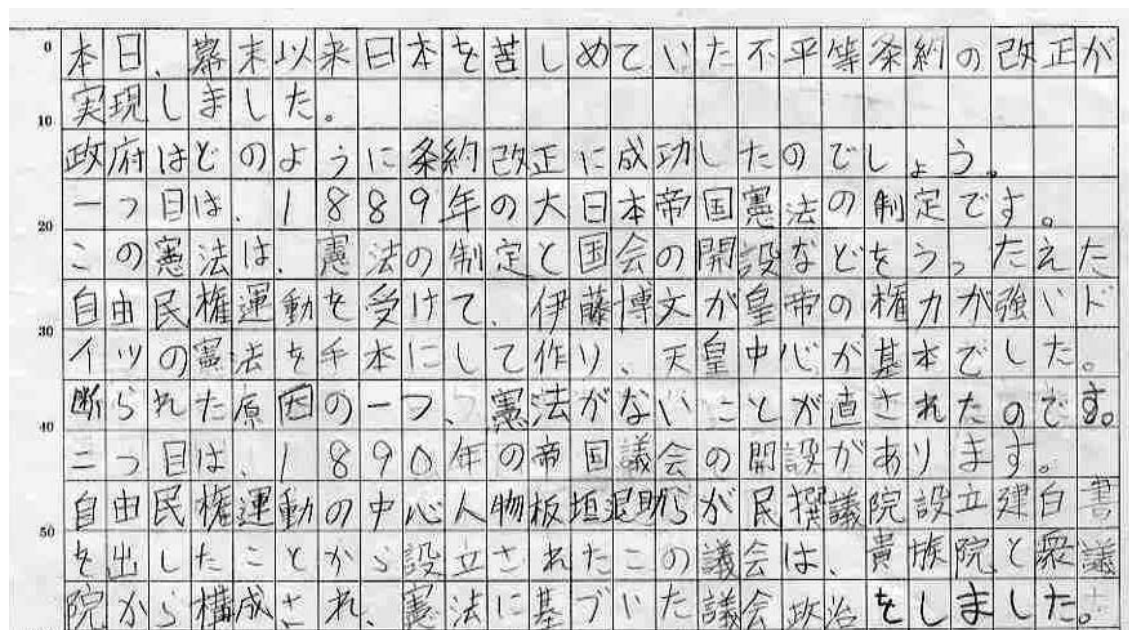 0 本日、幕末以来日本を苦しめていた不平等条約の改正が
実現しました。
10
政府はどのように条約改正に成功したのでしょう。
一つ目は、1889年の大日本帝国憲法の制定です。
20
この憲法は、憲法の制定と国会の開設などをうったえた
自由民権運動を受けて、伊藤博文が皇帝の権力が強いド
30
イツの憲法を手本にして作り、天皇中心が基本でした。
断られた原因の一つ、憲法がないことが直されたのです。
40
二つ目は、1890年の帝国議会の開設があります。
自由民権運動の中心人物板垣退助らが民撰議院設立建白書
50
を出したことから設立されたこの議会は、貴族院と衆議
院から構成され、憲法に基づいた議会政治をしました。